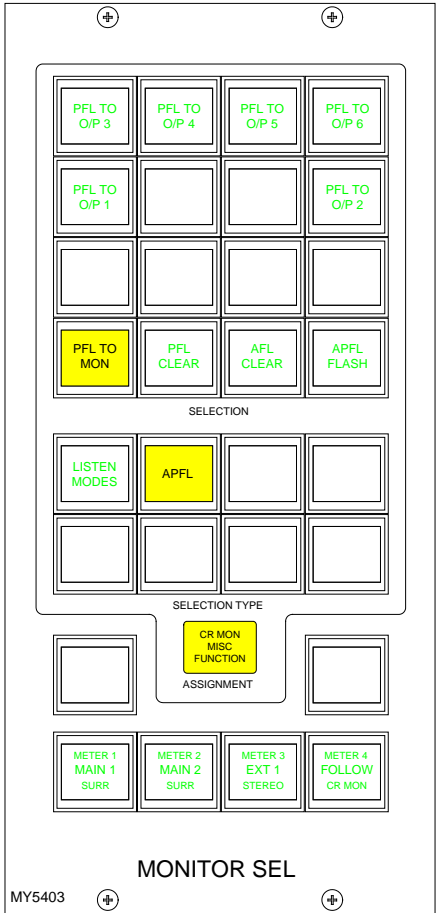 PFL TO
O/P 3
PFL TO
O/P 4
PFL TO
O/P 5
PFL TO
O/P 6
PFL TO
O/P 1
PFL TO
O/P 2
PFL TO
MON
PFL
CLEAR
AFL
CLEAR
APFL
FLASH
SELECTION
LISTEN
MODES
APFL
SELECTION TYPE
CR MON
MISC
FUNCTION
ASSIGNMENT
METER 1
MAIN 1
SURR
METER 2
MAIN 2
SURR
METER 3
EXT 1
STEREO
METER 4
FOLLOW
CR MON
MONITOR SEL
MY5403